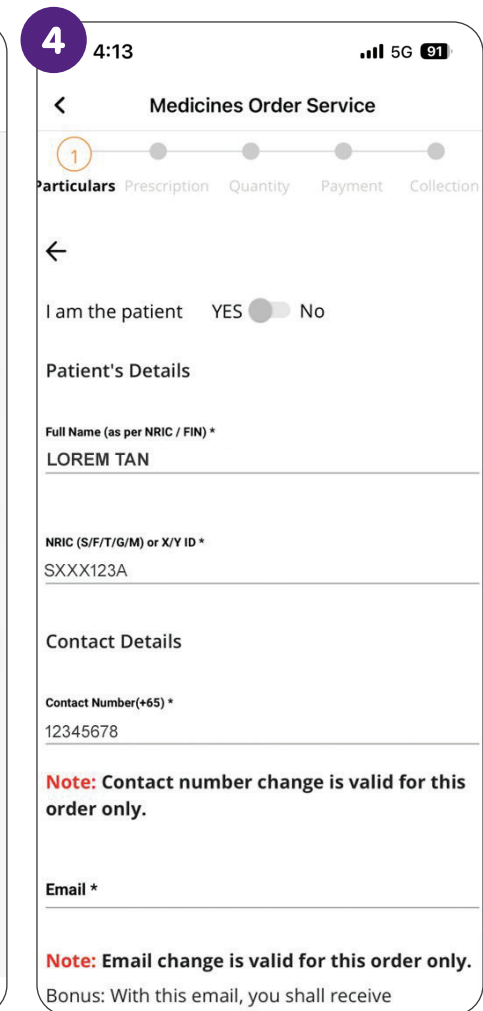 4
4:13 5G 91
Medicines Order Service
1
Particulars Prescription Quantity Payment Collection
I am the patient YES No
Patient's Details
Full Name (as per NRIC / FIN) *
LOREM TAN
NRIC (S/F/T/G/M) or X/Y ID *
SXXX123A
Contact Details
Contact Number(+65) *
12345678
Note: Contact number change is valid for this
order only.
Email *
Note: Email change is valid for this order only.
Bonus: With this email, you shall receive